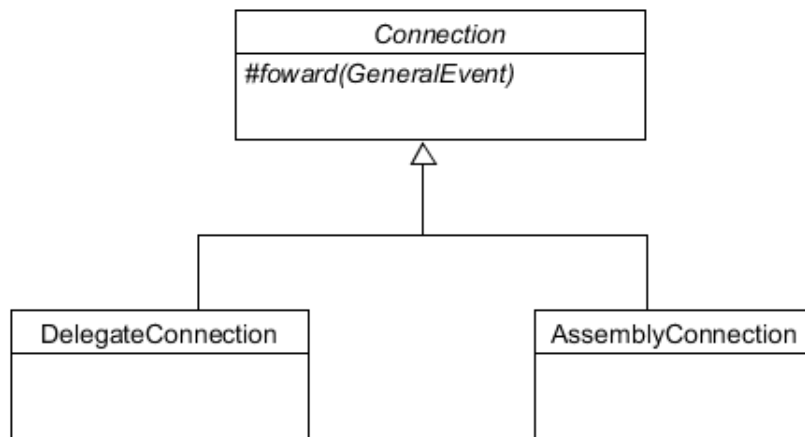 Connection
#foward(GeneralEvent)
DelegateConnection
AssemblyConnection